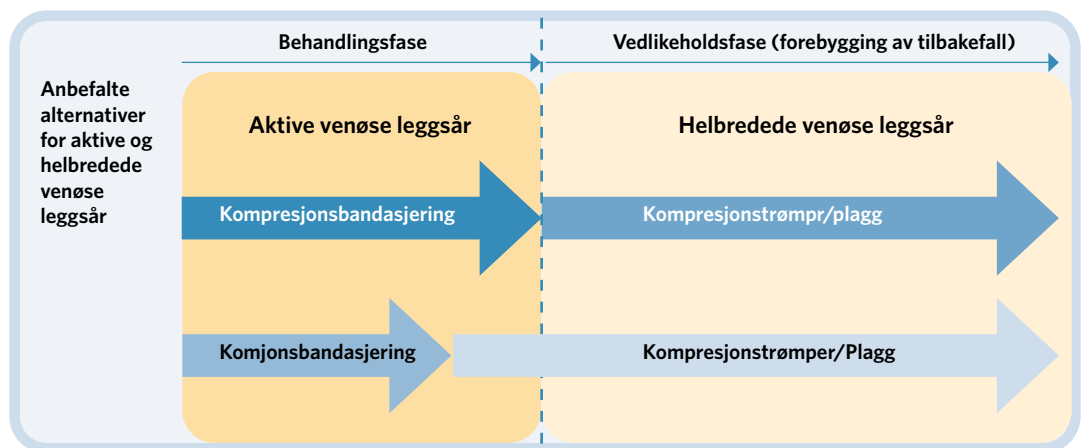 Behandlingsfase
Vedlikeholdsfase (forebygging av tilbakefall)
Anbefalte
alternativer
for aktive og
helbredede
venøse
leggsår
Aktive venøse leggsår
Helbredede venøse leggsår
Kompresjonsbandasjering
Kompresjonstrømpr/plagg
Komjonsbandasjering
Kompresjonstrømper/Plagg